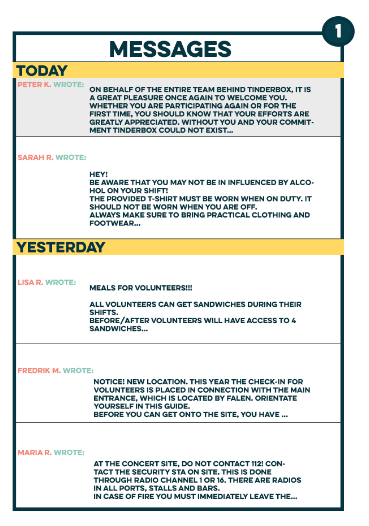 1
MESSAGES
TODAY
PETER K. WROTE:
ON BEHALF OF THE ENTIRE TEAM BEHIND TINDERBOX, IT IS
A GREAT PLEASURE ONCE AGAIN TO WELCOME YOU.
WHETHER YOU ARE PARTICIPATING AGAIN OR FOR THE
FIRST TIME, YOU SHOULD KNOW THAT YOUR EFFORTS ARE
GREATLY APPRECIATED. WITHOUT YOU AND YOUR COMMIT-
MENT TINDERBOX COULD NOT EXIST...
SARAH R. WROTE:
HEY!
BE AWARE THAT YOU MAY NOT BE IN INFLUENCED BY ALCO-
HOL ON YOUR SHIFT!
THE PROVIDED T-SHIRT MUST BE WORN WHEN ON DUTY. IT
SHOULD NOT BE WORN WHEN YOU ARE OFF.
ALWAYS MAKE SURE TO BRING PRACTICAL CLOTHING AND
FOOTWEAR...
YESTERDAY
LISA R. WROTE:
MEALS FOR VOLUNTEERS!!!
ALL VOLUNTEERS CAN GET SANDWICHES DURING THEIR
SHIFTS.
BEFORE/AFTER VOLUNTEERS WILL HAVE ACCESS TO 4
SANDWICHES...
FREDRIK M. WROTE:
NOTICE! NEW LOCATION. THIS YEAR THE CHECK-IN FOR
VOLUNTEERS IS PLACED IN CONNECTION WITH THE MAIN
ENTRANCE, WHICH IS LOCATED BY FALEN. ORIENTATE
YOURSELF IN THIS GUIDE.
BEFORE YOU CAN GET ONTO THE SITE, YOU HAVE ...
MARIA R. WROTE:
AT THE CONCERT SITE, DO NOT CONTACT 112! CON-
TACT THE SECURITY STA ON SITE. THIS IS DONE
THROUGH RADIO CHANNEL 1 OR 16. THERE ARE RADIOS
IN ALL PORTS, STALLS AND BARS.
IN CASE OF FIRE YOU MUST IMMEDIATELY LEAVE THE...